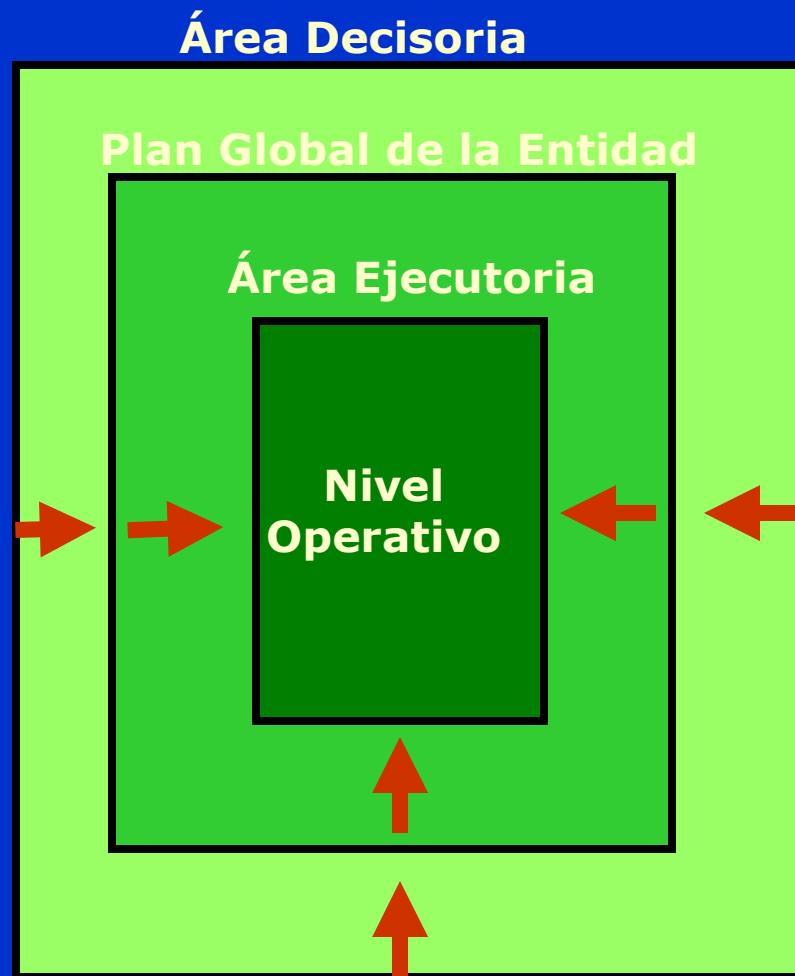 Área Decisoria
Plan Global de la Entidad
Área Ejecutoria
Nivel
Operativo